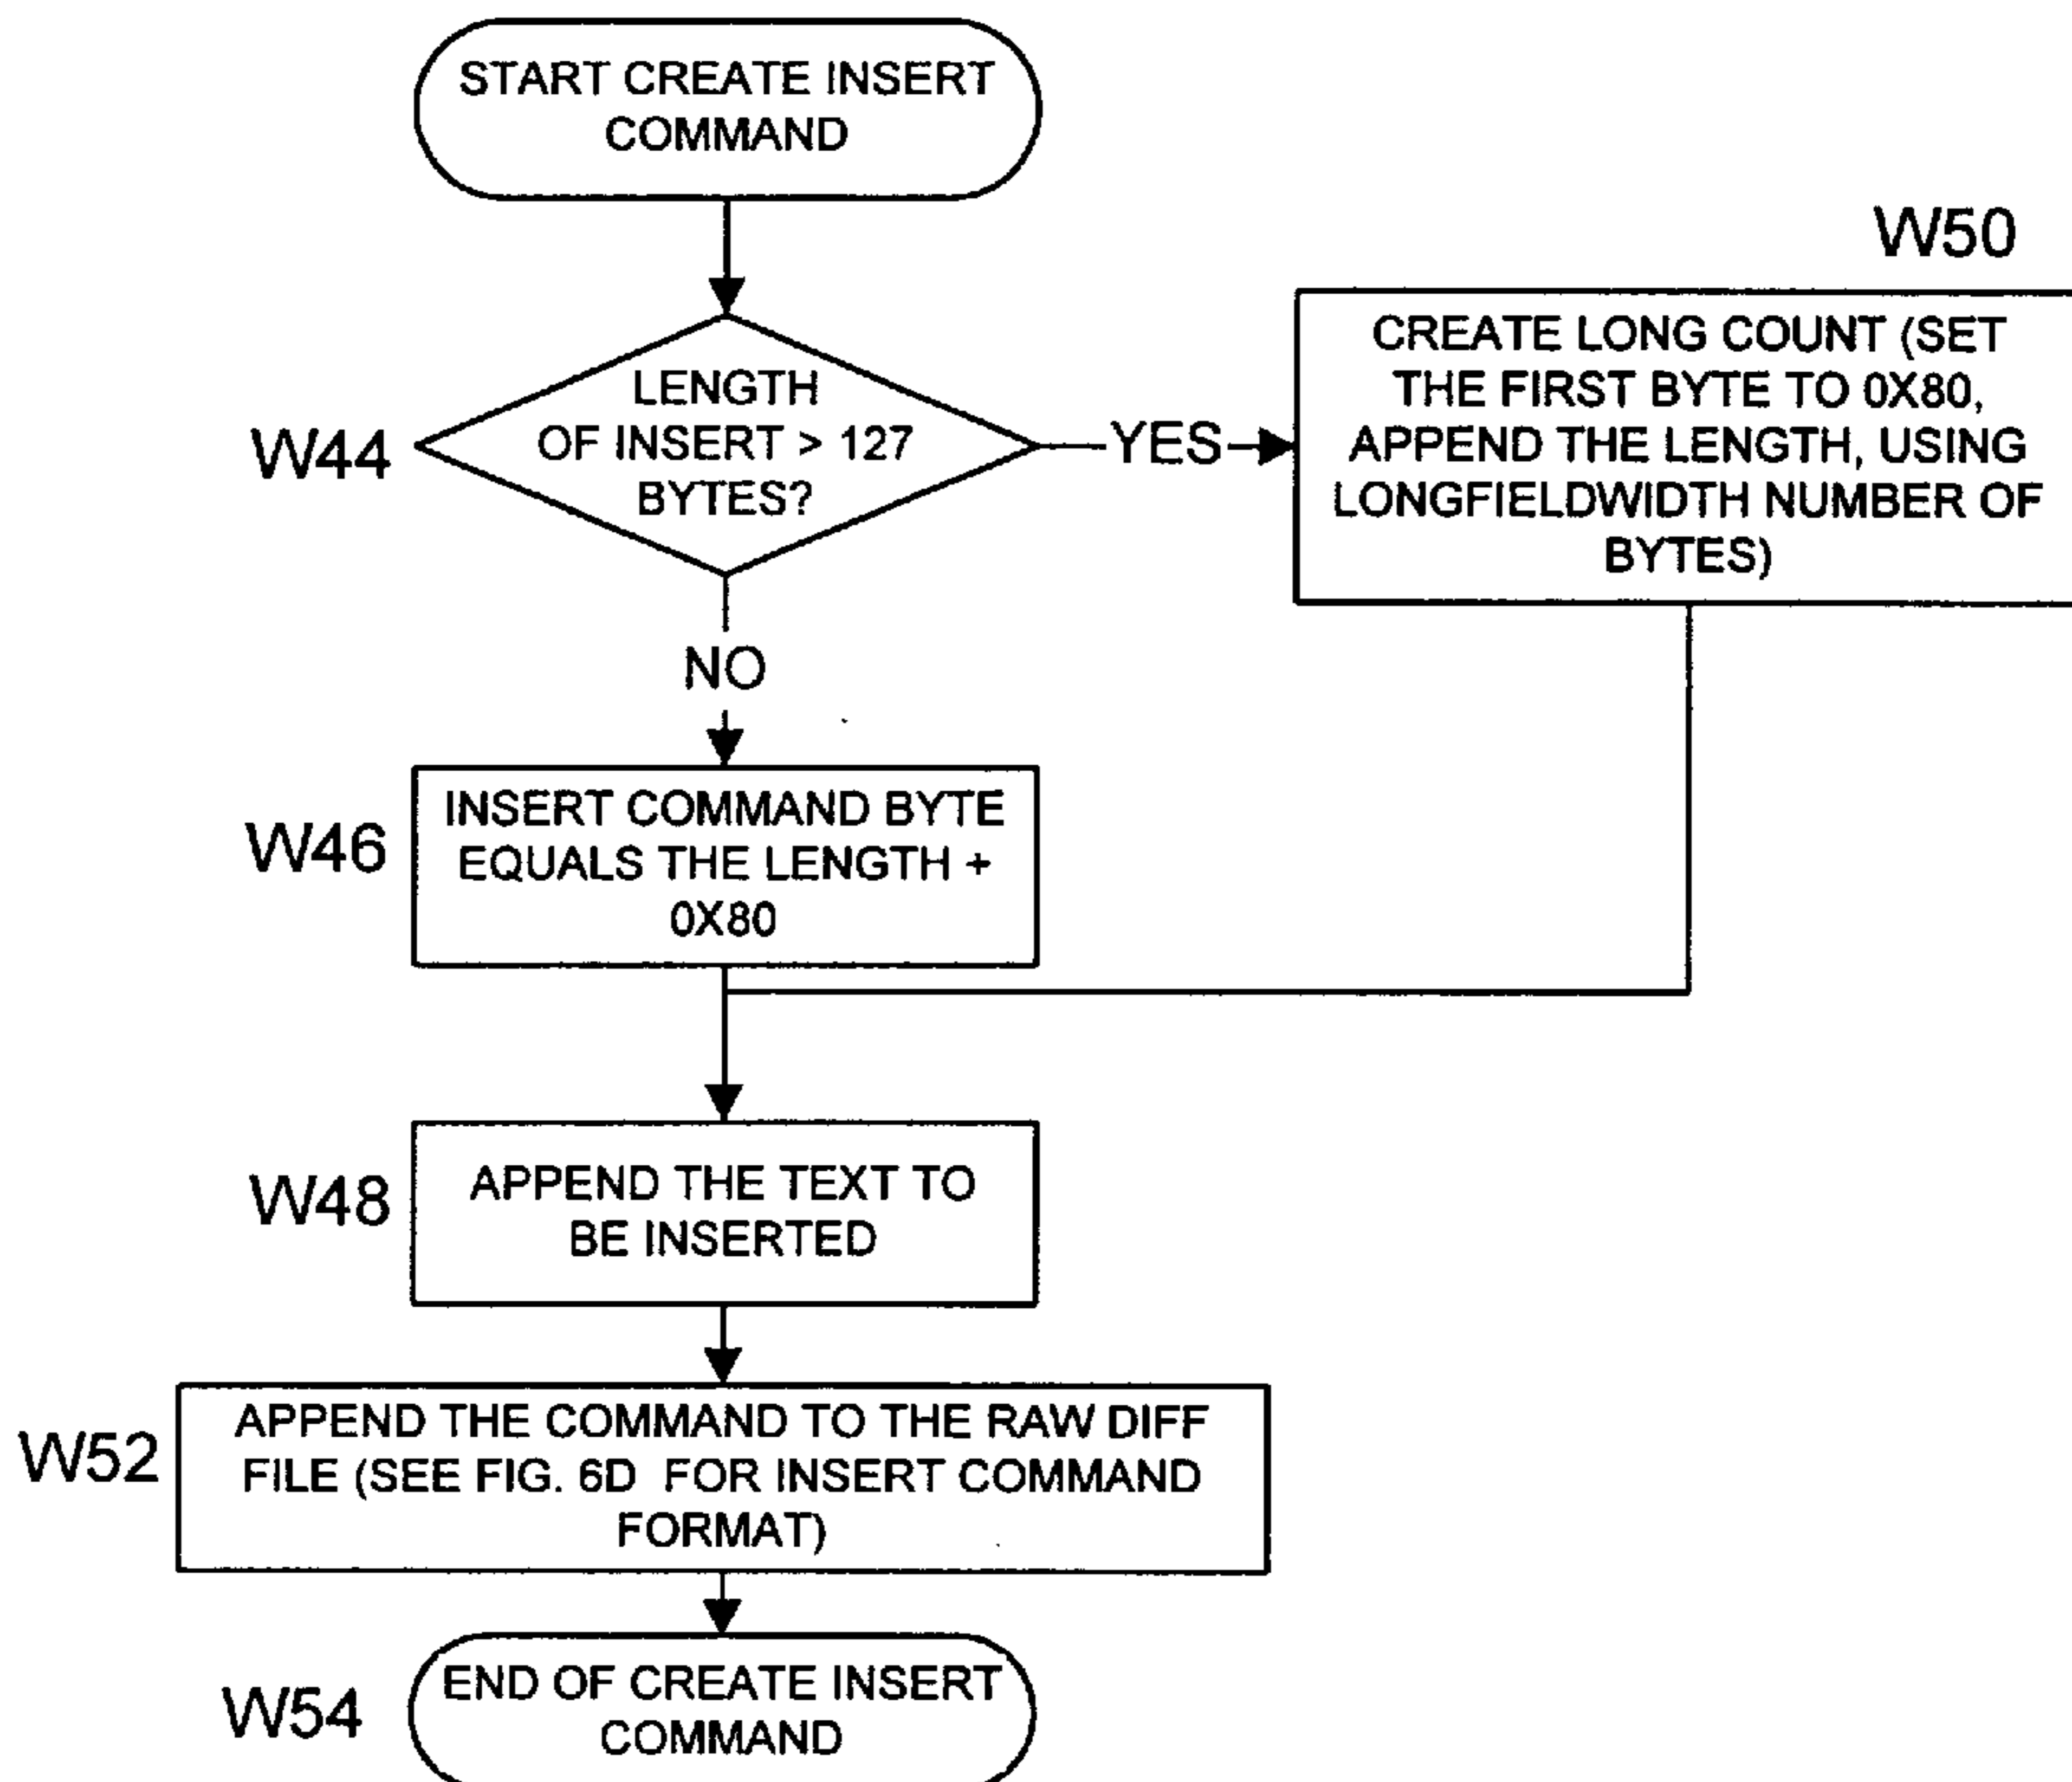 START CREATE INSERT
COMMAND
W50
CREATE LONG COUNT (SET
THE FIRST BYTE TO 0X80,
APPEND THE LENGTH, USING
LONGFIELDWIDTH NUMBER OF
BYTES)
W44
LENGTH
OF INSERT > 127
BYTES?
YES
NO
W46
INSERT COMMAND BYTE
EQUALS THE LENGTH +
0X80
W48
APPEND THE TEXT TO
BE INSERTED
W52
APPEND THE COMMAND TO THE RAW DIFF
FILE (SEE FIG. 6D FOR INSERT COMMAND
FORMAT)
W54
END OF CREATE INSERT
COMMAND